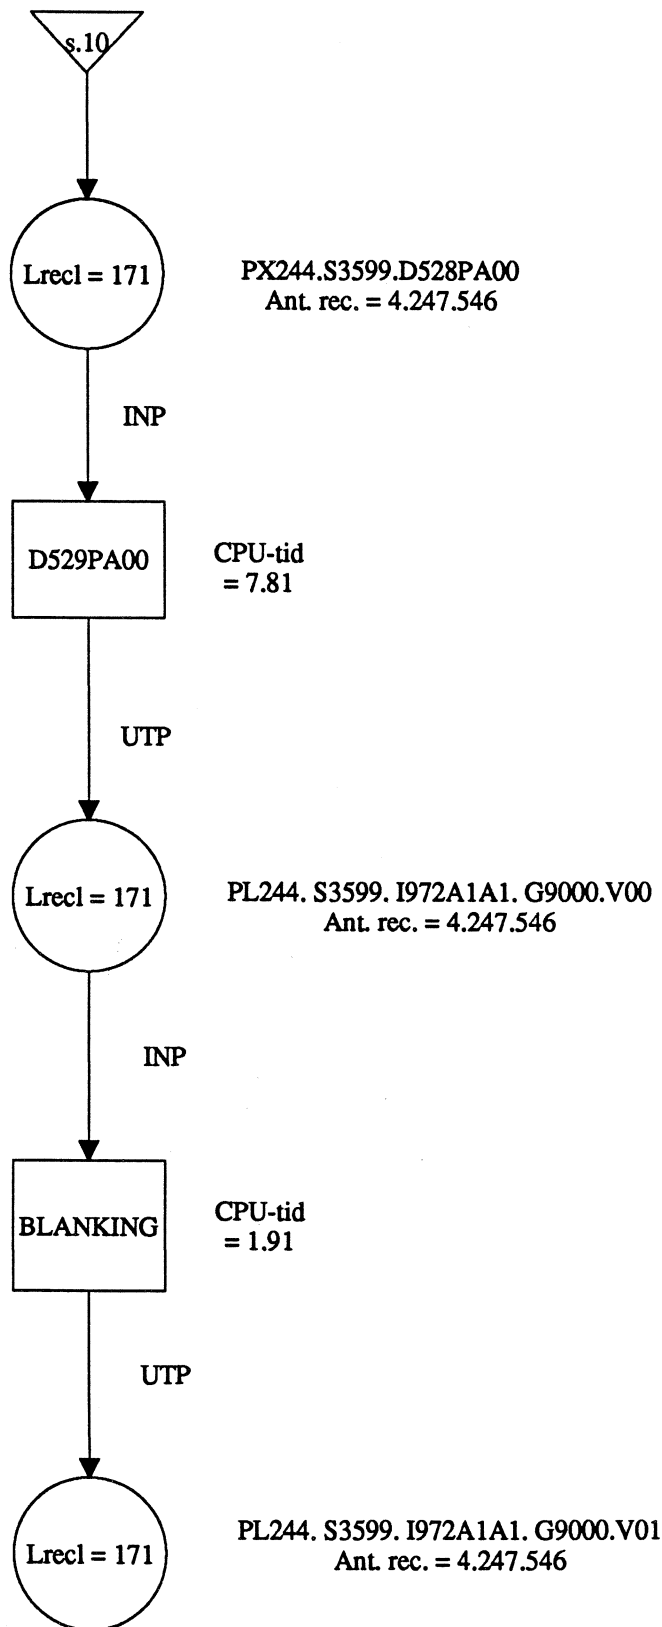 s.10
Lrecl = 171
PX244.S3599.D528PA00
Ant. rec. = 4.247.546
INP
D529PA00
CPU-tid
= 7.81
UTP
Lrecl = 171
PL244. S3599. I972A1A1. G9000.V00
Ant. rec. = 4.247.546
INP
BLANKING
CPU-tid
= 1.91
UTP
Lrecl = 171
PL244. S3599. I972A1A1. G9000.V01
Ant. rec. = 4.247.546